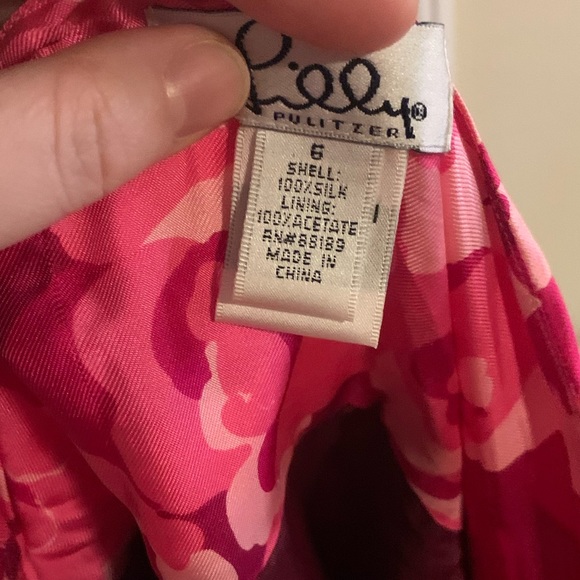 Lilly®
PULITZER
6
SHELL:
100%SILK
LINING:
100%ACETATE
RN#88189
MADE IN
CHINA